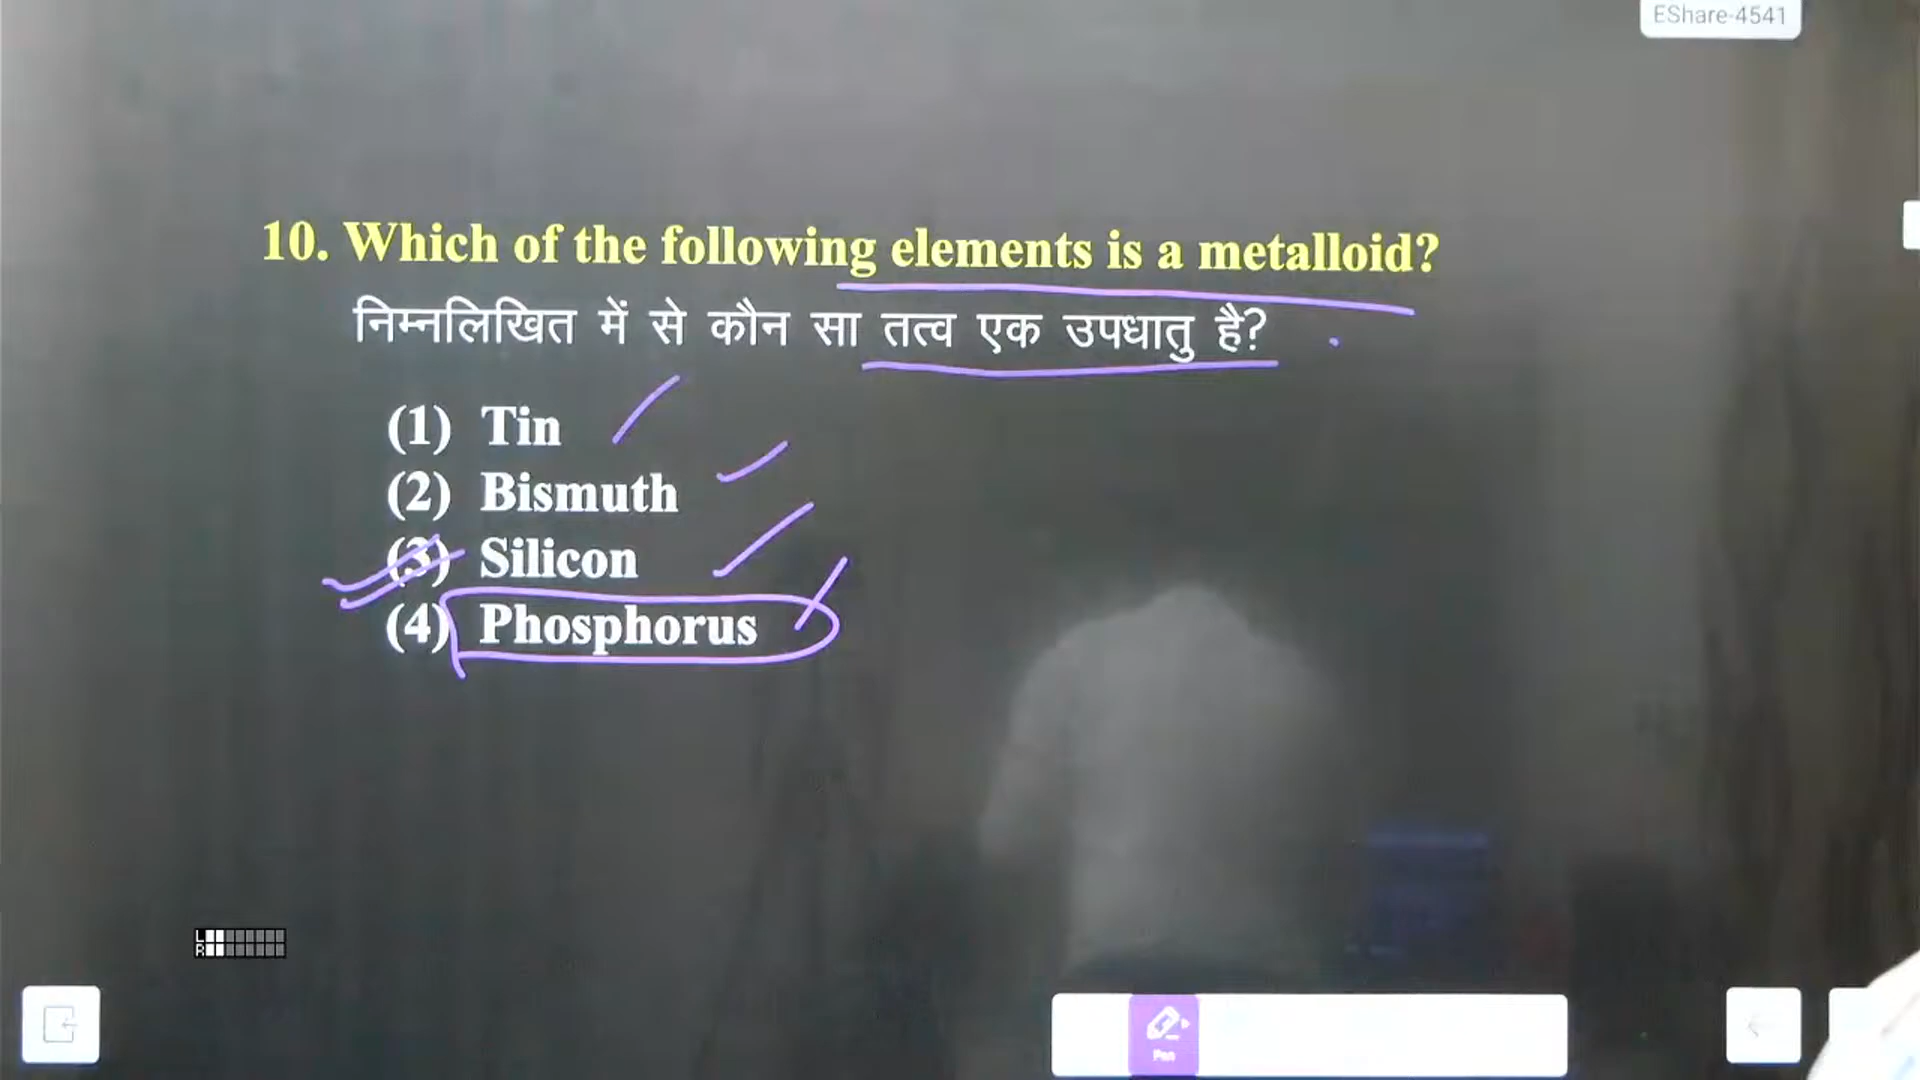 EShare-4541
10. Which of the following elements is a metalloid?
निम्नलिखित में से कौन सा तत्व एक उपधातु है?
(1) Tin
(2) Bismuth
(3) Silicon
(4) Phosphorus
L
R
Pen